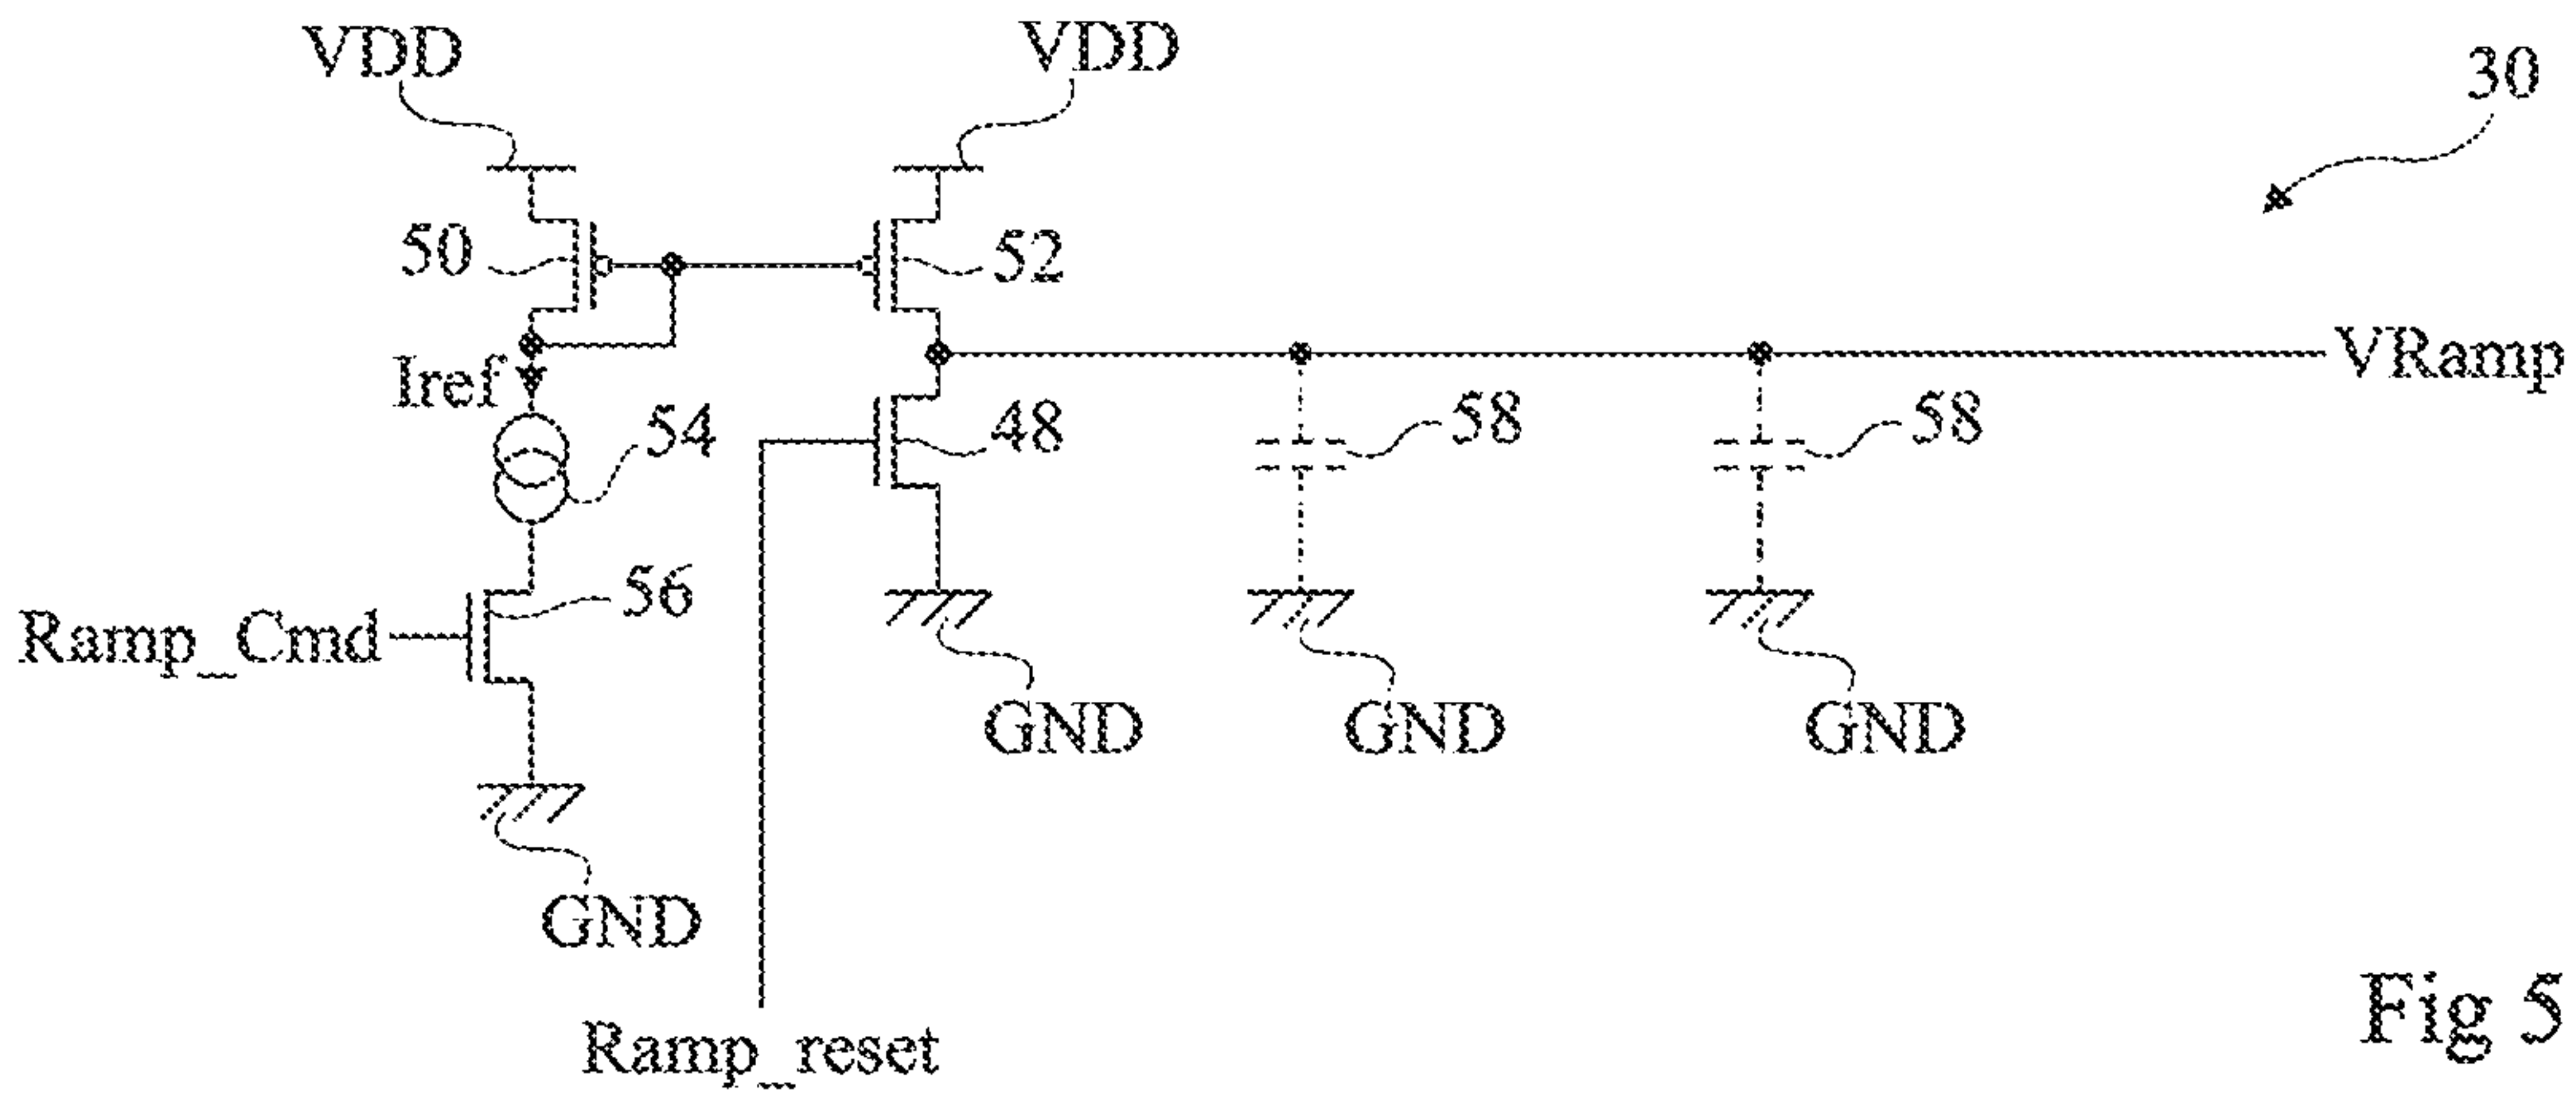 VDD
VDD
30
50
52
VRamp
Iref
54
48
58
58
56
Ramp_Cmd
GND
GND
GND
GND
Ramp_reset
Fig 5